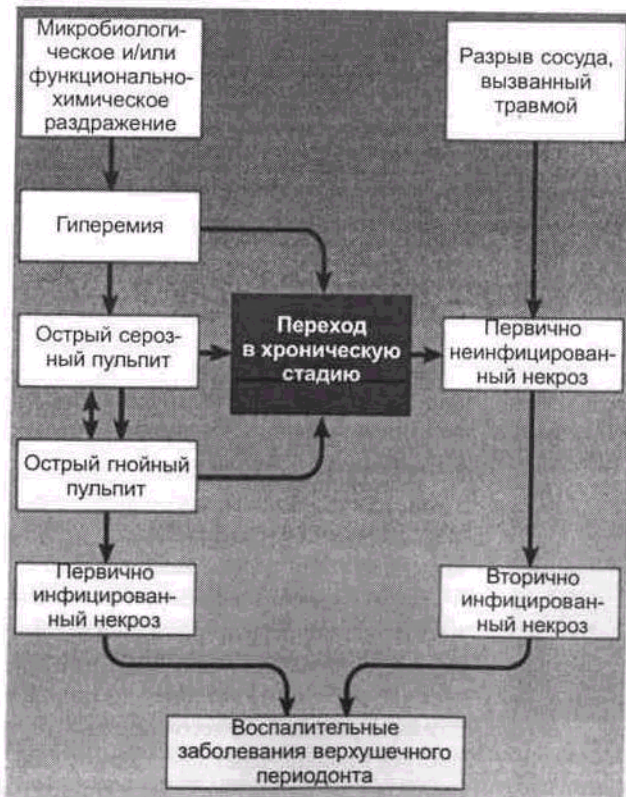 Микробиологи-
ческое и/или
функционально-
химическое
раздражение
Разрыв сосуда,
вызванный
травмой
Гиперемия
Острый сероз-
ный пульпит
Переход
в хроническую
стадию
Первично
неинфицирован-
ный некроз
Острый гнойный
пульпит
Первично
инфицирован-
ный некроз
Вторично
инфицирован-
ный некроз
Воспалительные
заболевания верхушечного
периодонта